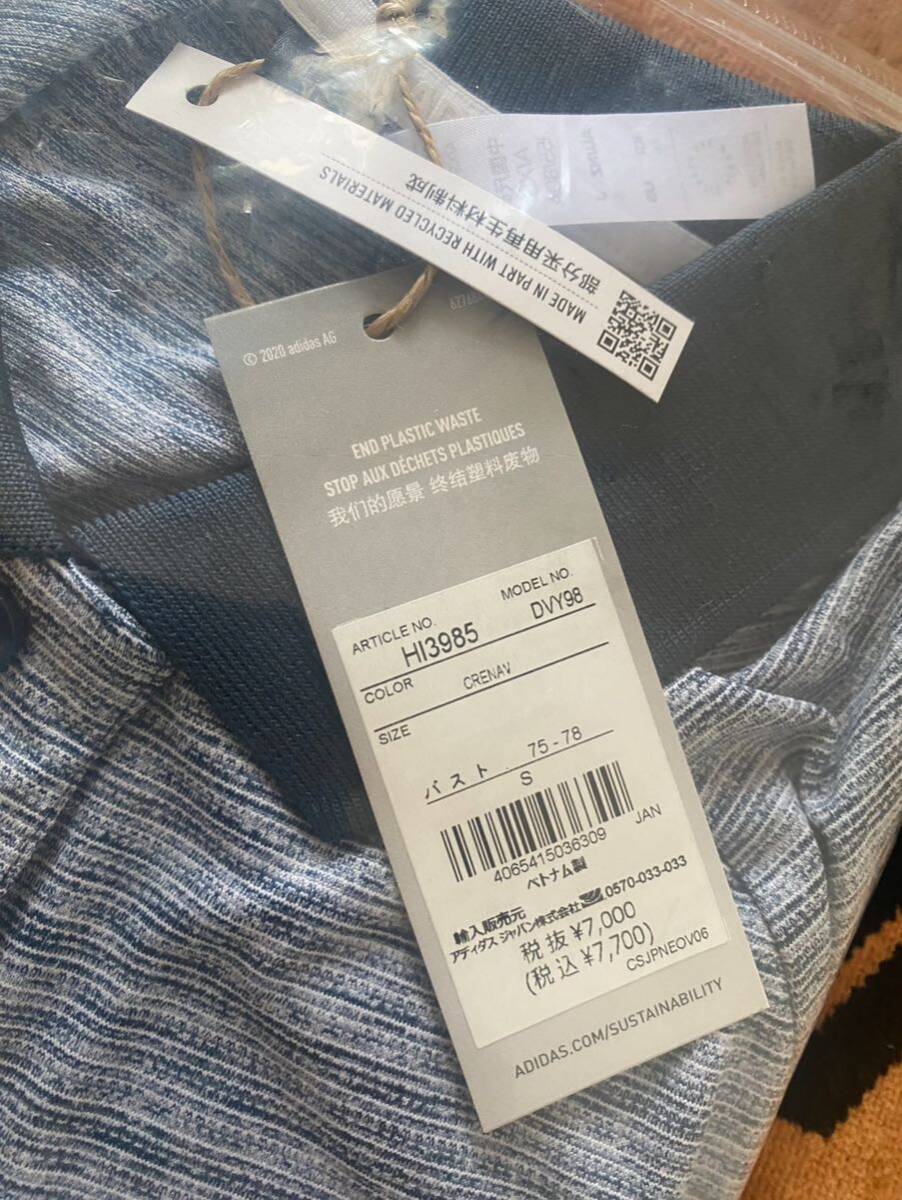 MADE IN PART WITH RECYCLED MATERIALS
部分采用再生材料制成
© 2020 adidas AG
END PLASTIC WASTE
STOP AUX DÉCHETS PLASTIQUES
我们的愿景 终结塑料废物
ARTICLE NO. MODEL NO.
HI3985 DVY98
COLOR CRENAV
SIZE
バスト 75-78
S
JAN
4065415036309
ベトナム製
輸入販売元
アディダス ジャパン株式会社 0570-033-033
税抜¥7,000
(税込¥7,700)
CSJPNEOV06
ADIDAS.COM/SUSTAINABILITY